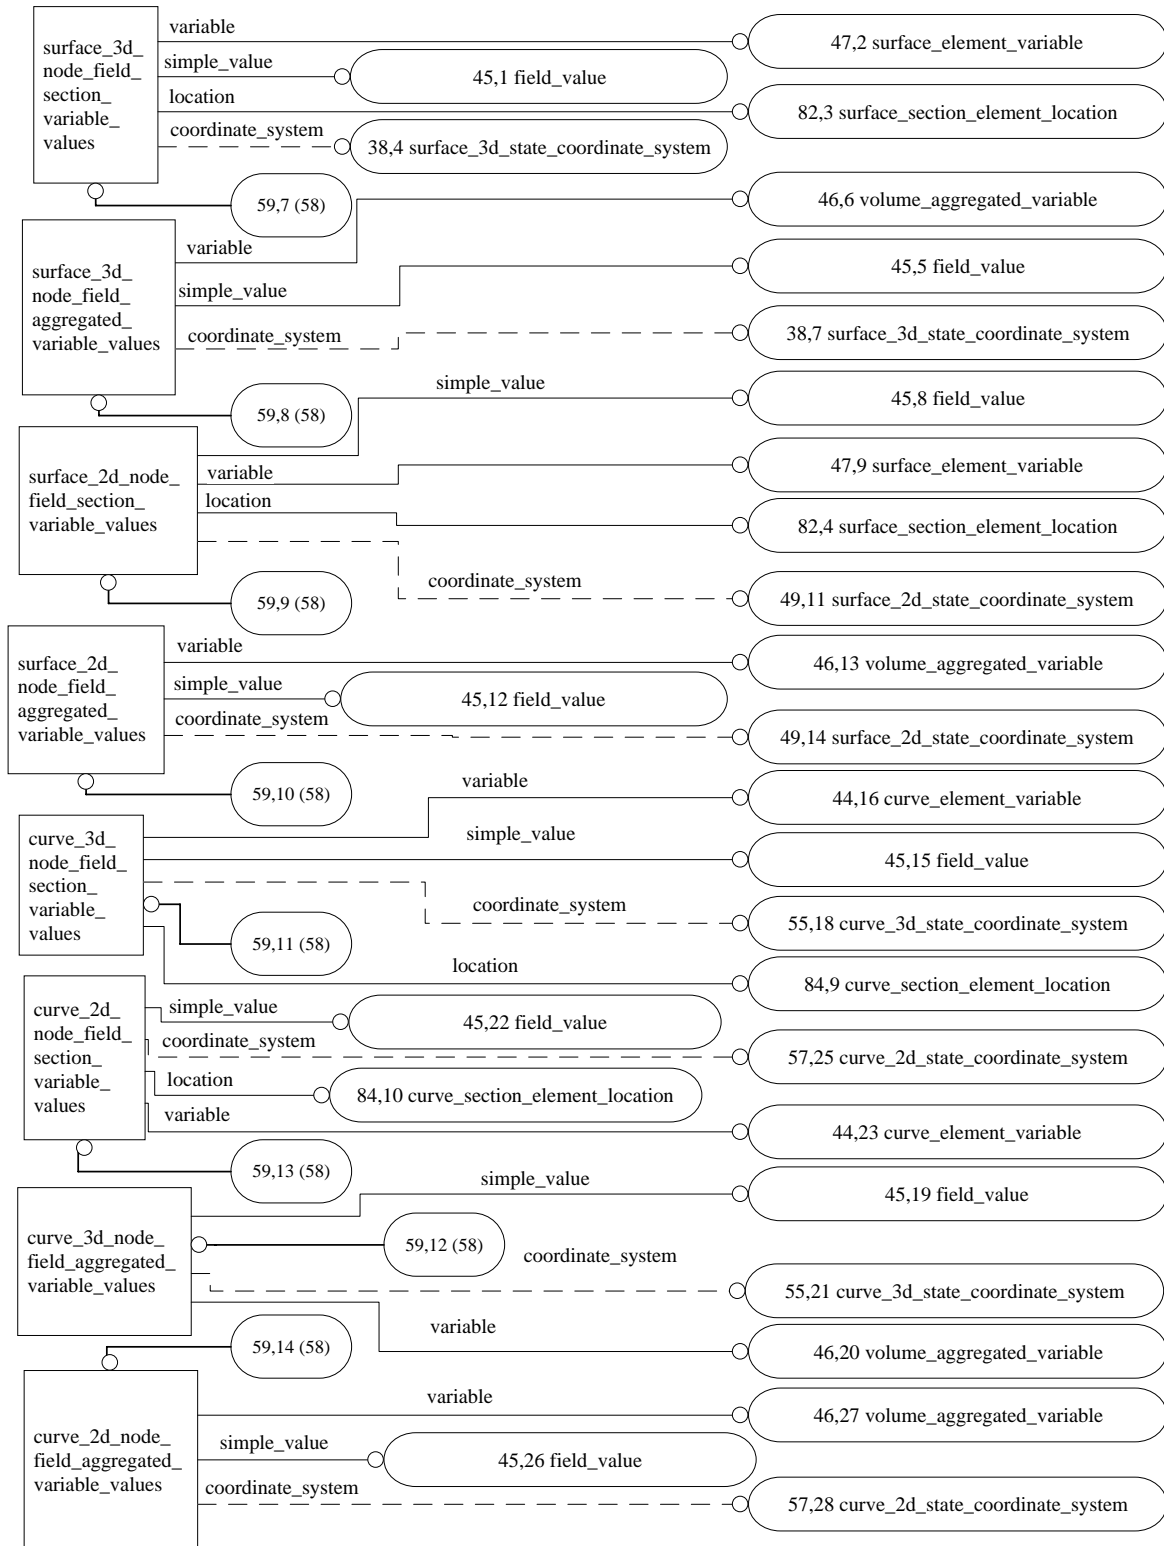 surface_3d_
node_field_
section_
variable_
values
variable
47,2 surface_element_variable
simple_value
45,1 field_value
location
82,3 surface_section_element_location
coordinate_system
38,4 surface_3d_state_coordinate_system
59,7 (58)
surface_3d_
node_field_
aggregated_
variable_values
variable
46,6 volume_aggregated_variable
simple_value
45,5 field_value
coordinate_system
38,7 surface_3d_state_coordinate_system
59,8 (58)
surface_2d_node_
field_section_
variable_values
simple_value
45,8 field_value
variable
47,9 surface_element_variable
location
82,4 surface_section_element_location
coordinate_system
49,11 surface_2d_state_coordinate_system
59,9 (58)
surface_2d_
node_field_
aggregated_
variable_values
variable
46,13 volume_aggregated_variable
simple_value
45,12 field_value
coordinate_system
49,14 surface_2d_state_coordinate_system
59,10 (58)
curve_3d_
node_field_
section_
variable_
values
variable
44,16 curve_element_variable
simple_value
45,15 field_value
coordinate_system
55,18 curve_3d_state_coordinate_system
59,11 (58)
location
84,9 curve_section_element_location
curve_2d_
node_field_
section_
variable_
values
simple_value
45,22 field_value
coordinate_system
57,25 curve_2d_state_coordinate_system
location
84,10 curve_section_element_location
variable
44,23 curve_element_variable
59,13 (58)
curve_3d_node_
field_aggregated_
variable_values
simple_value
45,19 field_value
59,12 (58)
coordinate_system
55,21 curve_3d_state_coordinate_system
variable
46,20 volume_aggregated_variable
59,14 (58)
curve_2d_node_
field_aggregated_
variable_values
variable
46,27 volume_aggregated_variable
simple_value
45,26 field_value
coordinate_system
57,28 curve_2d_state_coordinate_system